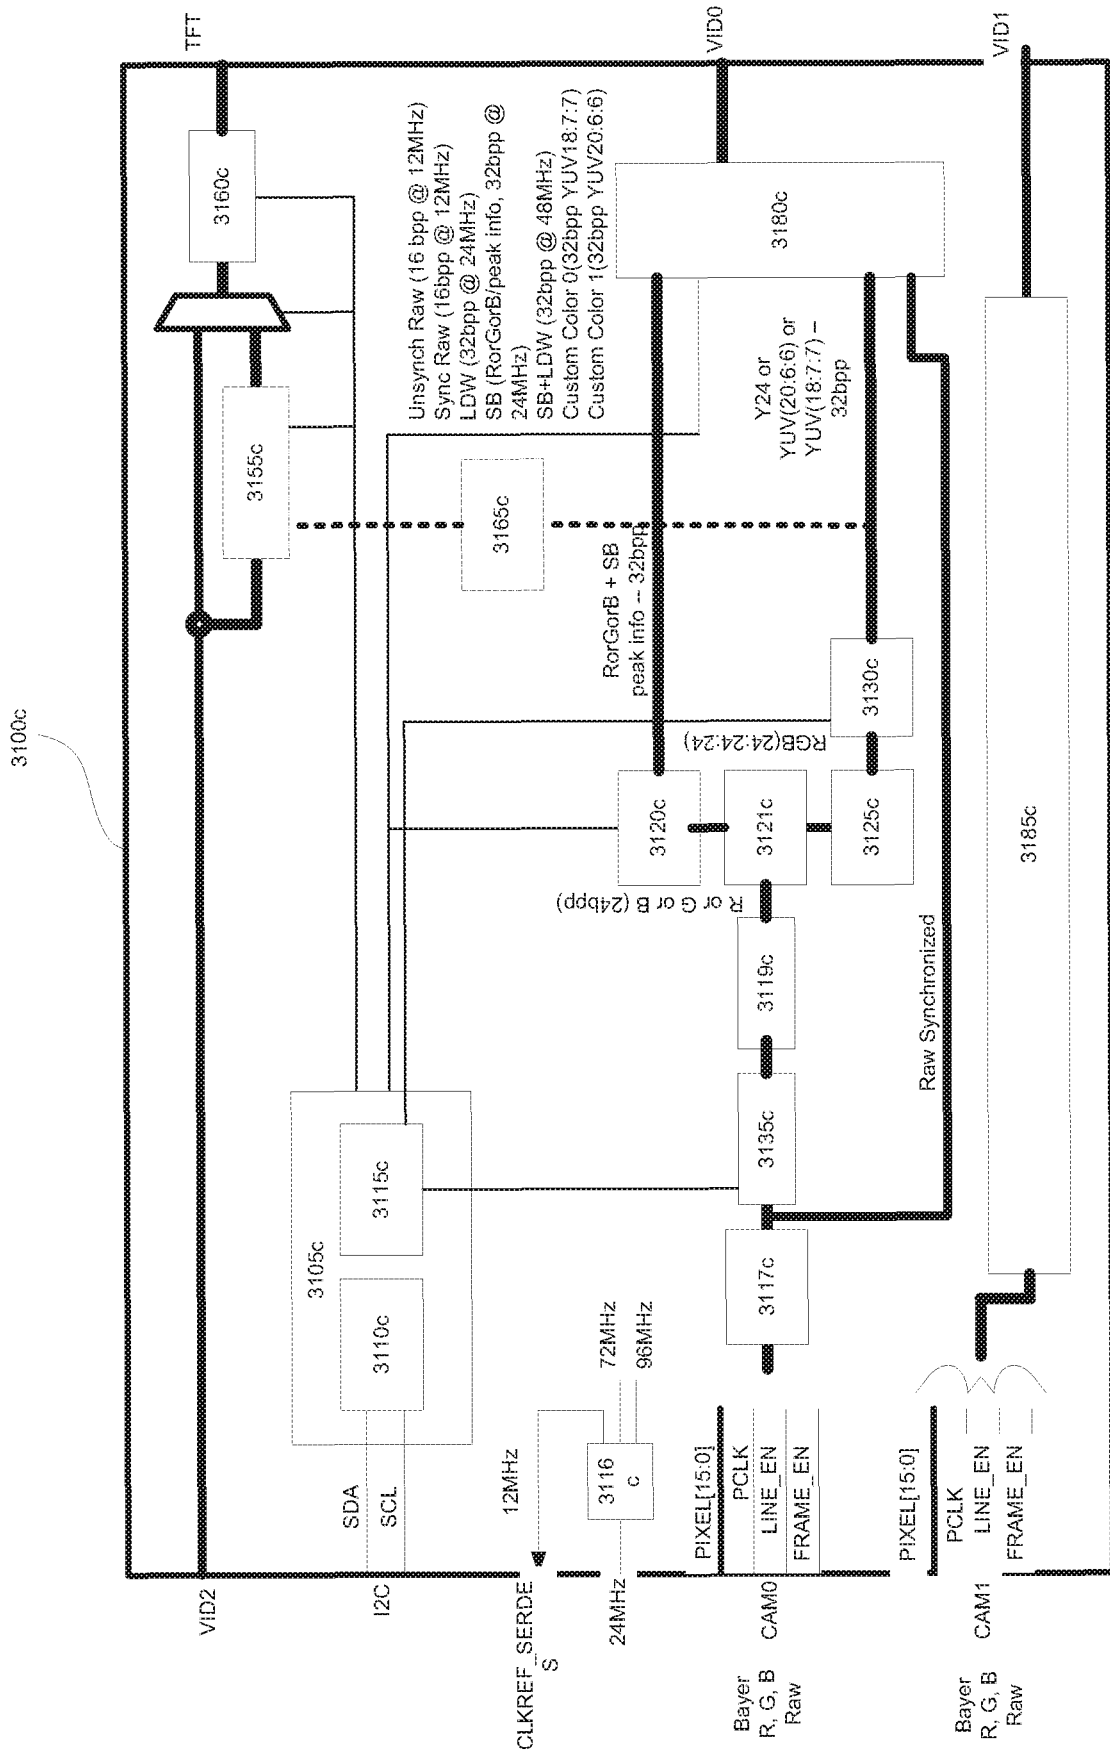 3100c
TFT
VID0
VID1
3160c
3155c
3165c
3180c
Unsynch Raw (16 bpp @ 12MHz)
Sync Raw (16bpp @ 12MHz)
LDW (32bpp @ 24MHz)
SB (RorGorB/peak info, 32bpp @
24MHz)
SB+LDW (32bpp @ 48MHz)
Custom Color 0(32bpp YUV18:7:7)
Custom Color 1(32bpp YUV20:6:6)
Y24 or
YUV(20:6:6) or
YUV(18:7:7) –
32bpp
RorGorB + SB
peak info – 32bpp
RGB(24:24:24)
3130c
3120c
3121c
3125c
R or G or B (24bpp)
3119c
3135c
3117c
Raw Synchronized
3185c
3105c
3115c
3110c
72MHz
96MHz
3116
c
12MHz
SDA
SCL
PIXEL[15:0]
PCLK
LINE_EN
FRAME_EN
PIXEL[15:0]
PCLK
LINE_EN
FRAME_EN
VID2
I2C
CLKREF_SERDE
S
24MHz
CAM0
CAM1
Bayer
R, G, B
Raw
Bayer
R, G, B
Raw